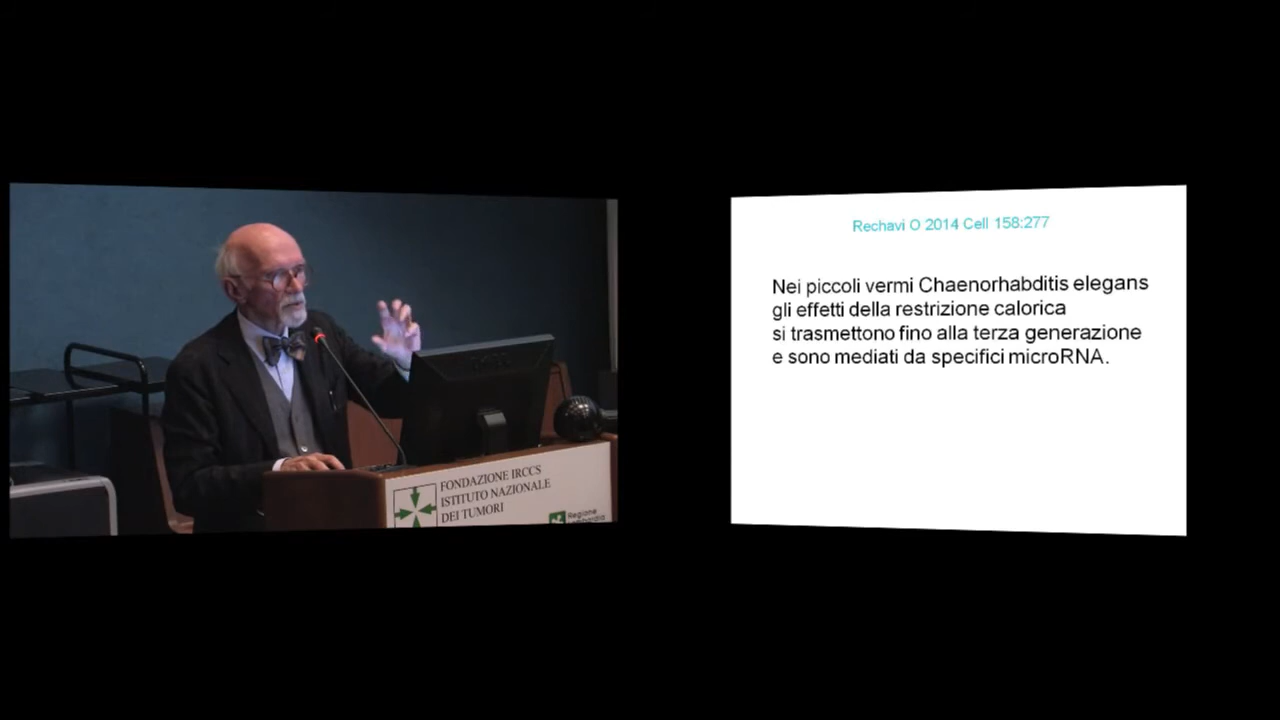 FONDAZIONE IRCCS
ISTITUTO NAZIONALE
DEI TUMORI
Regione
Lombardia
Rechavi O 2014 Cell 158:277
Nei piccoli vermi Chaenorhabditis elegans
gli effetti della restrizione calorica
si trasmettono fino alla terza generazione
e sono mediati da specifici microRNA.